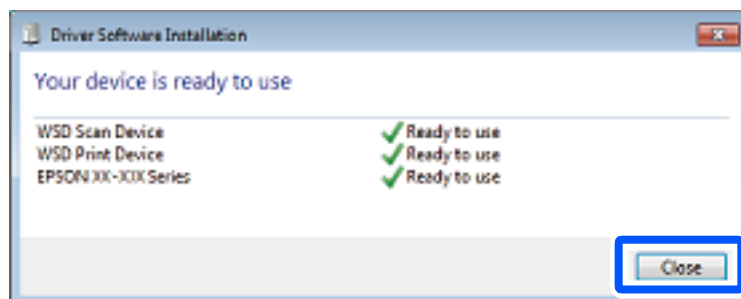 Driver Software Installation
Your device is ready to use
WSD Scan Device Ready to use
WSD Print Device Ready to use
EPSON XX-XXX Series Ready to use
Close